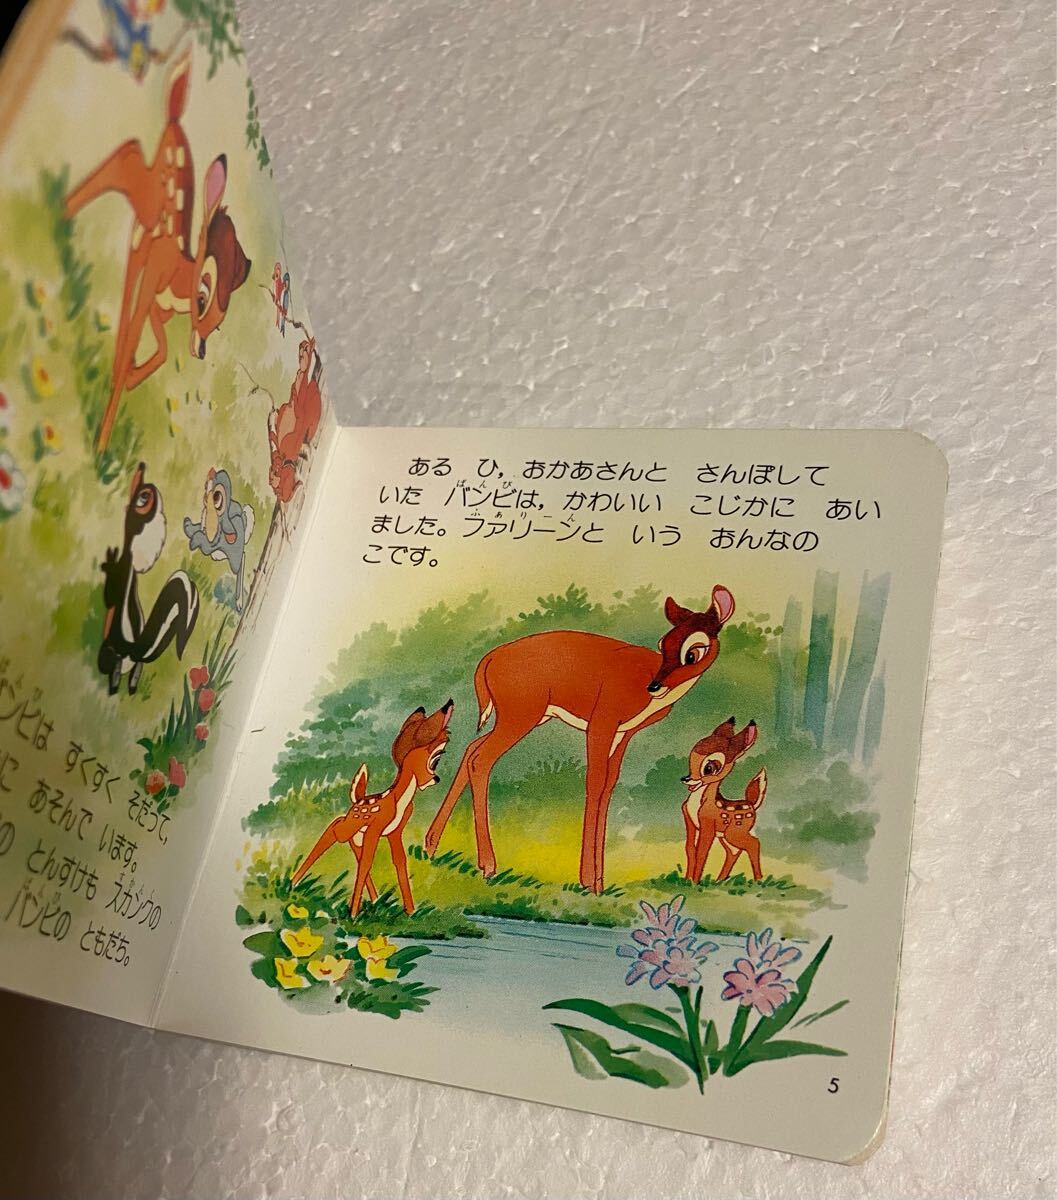 バンビは すくすく そだって、
に あそんで います。
の とんすけも スカンクの
バンビの ともだち。
ある ひ, おかあさんと さんぽして
いた バンビは, かわいい こじかに あい
ました。ファリーンと いう おんなの
こです。
5